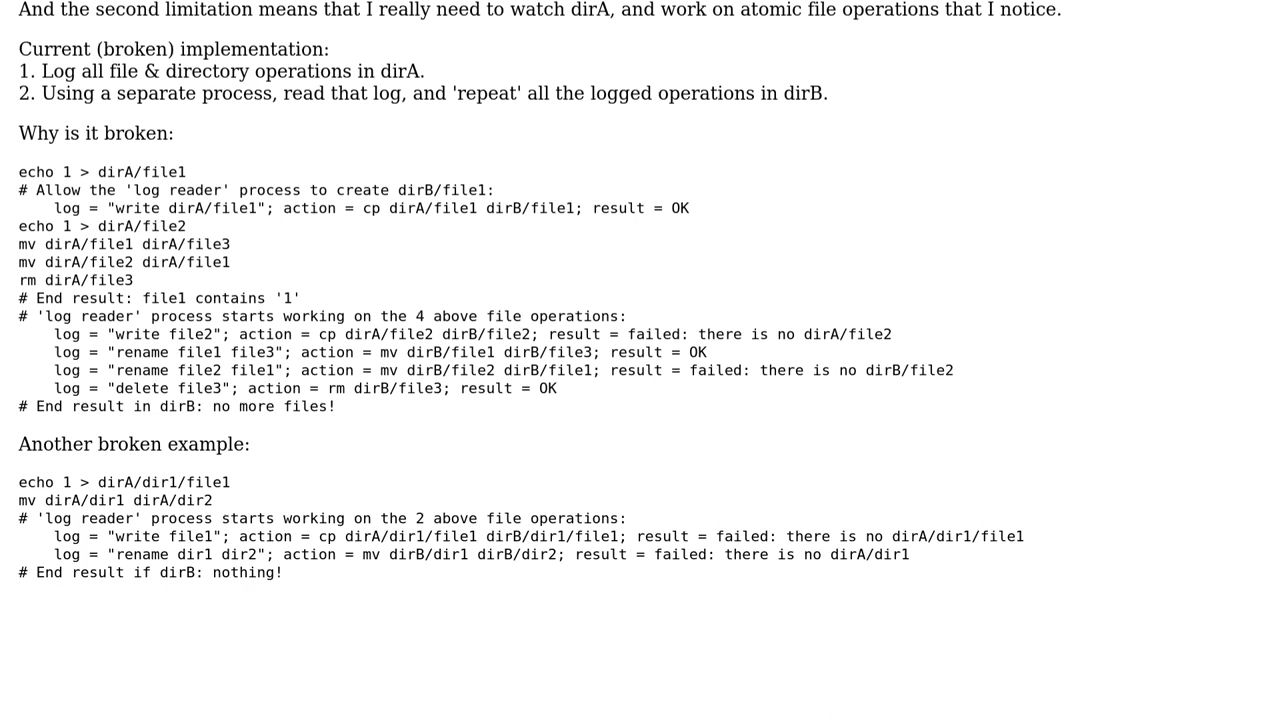 And the second limitation means that I really need to watch dirA, and work on atomic file operations that I notice.
Current (broken) implementation:
1. Log all file & directory operations in dirA.
2. Using a separate process, read that log, and 'repeat' all the logged operations in dirB.
Why is it broken:
echo 1 > dirA/file1
# Allow the 'log reader' process to create dirB/file1:
    log = "write dirA/file1"; action = cp dirA/file1 dirB/file1; result = OK
echo 1 > dirA/file2
mv dirA/file1 dirA/file3
mv dirA/file2 dirA/file1
rm dirA/file3
# End result: file1 contains '1'
# 'log reader' process starts working on the 4 above file operations:
    log = "write file2"; action = cp dirA/file2 dirB/file2; result = failed: there is no dirA/file2
    log = "rename file1 file3"; action = mv dirB/file1 dirB/file3; result = OK
    log = "rename file2 file1"; action = mv dirB/file2 dirB/file1; result = failed: there is no dirB/file2
    log = "delete file3"; action = rm dirB/file3; result = OK
# End result in dirB: no more files!
Another broken example:
echo 1 > dirA/dir1/file1
mv dirA/dir1 dirA/dir2
# 'log reader' process starts working on the 2 above file operations:
    log = "write file1"; action = cp dirA/dir1/file1 dirB/dir1/file1; result = failed: there is no dirA/dir1/file1
    log = "rename dir1 dir2"; action = mv dirB/dir1 dirB/dir2; result = failed: there is no dirA/dir1
# End result if dirB: nothing!